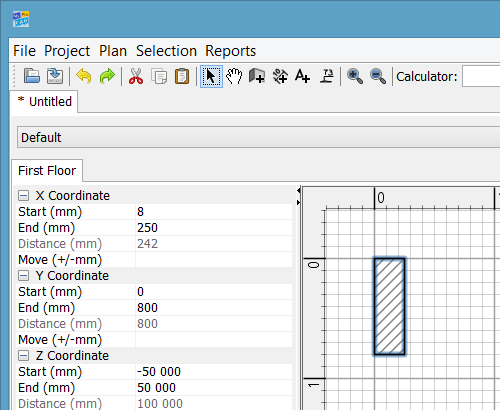 File Project Plan Selection Reports
Calculator:
* Untitled
Default
First Floor
X Coordinate
Start (mm) 8
End (mm) 250
Distance (mm) 242
Move (+/-mm)
Y Coordinate
Start (mm) 0
End (mm) 800
Distance (mm) 800
Move (+/-mm)
Z Coordinate
Start (mm) -50 000
End (mm) 50 000
Distance (mm) 100 000
0
0
1